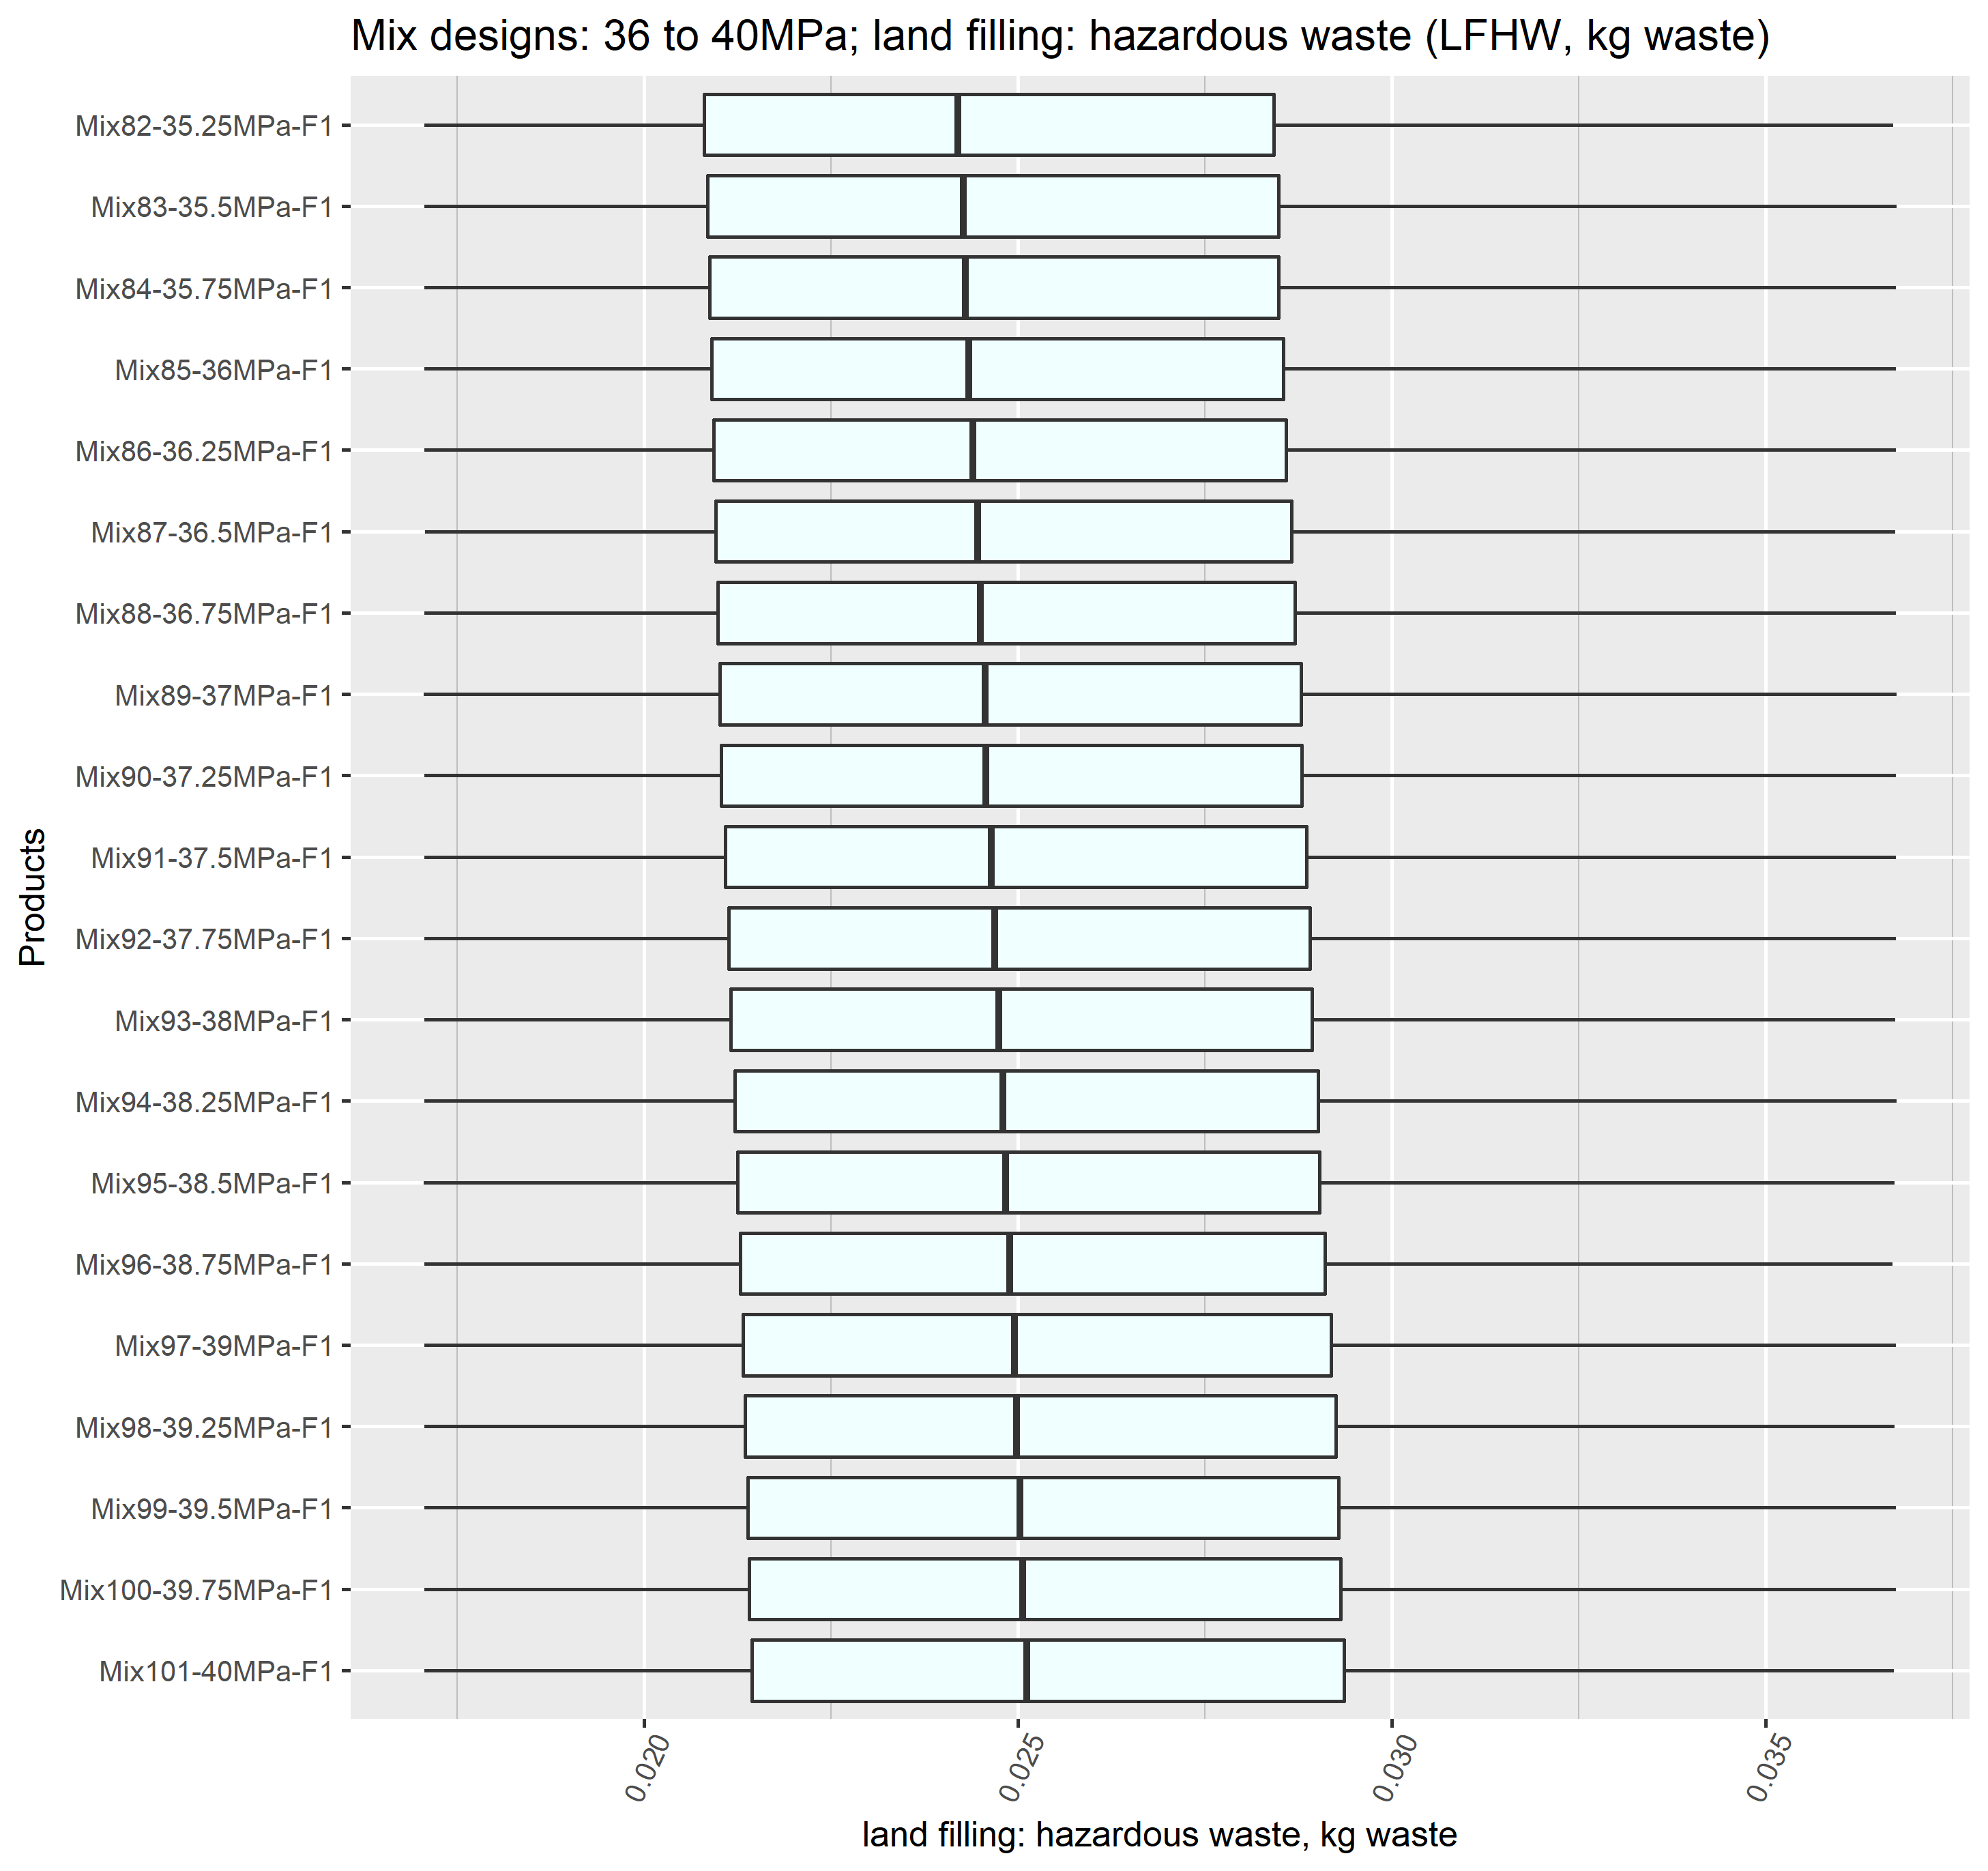 Mix designs: 36 to 40MPa; land filling: hazardous waste (LFHW, kg waste)
Products
Mix82-35.25MPa-F1
Mix83-35.5MPa-F1
Mix84-35.75MPa-F1
Mix85-36MPa-F1
Mix86-36.25MPa-F1
Mix87-36.5MPa-F1
Mix88-36.75MPa-F1
Mix89-37MPa-F1
Mix90-37.25MPa-F1
Mix91-37.5MPa-F1
Mix92-37.75MPa-F1
Mix93-38MPa-F1
Mix94-38.25MPa-F1
Mix95-38.5MPa-F1
Mix96-38.75MPa-F1
Mix97-39MPa-F1
Mix98-39.25MPa-F1
Mix99-39.5MPa-F1
Mix100-39.75MPa-F1
Mix101-40MPa-F1
0.020
0.025
0.030
0.035
land filling: hazardous waste, kg waste